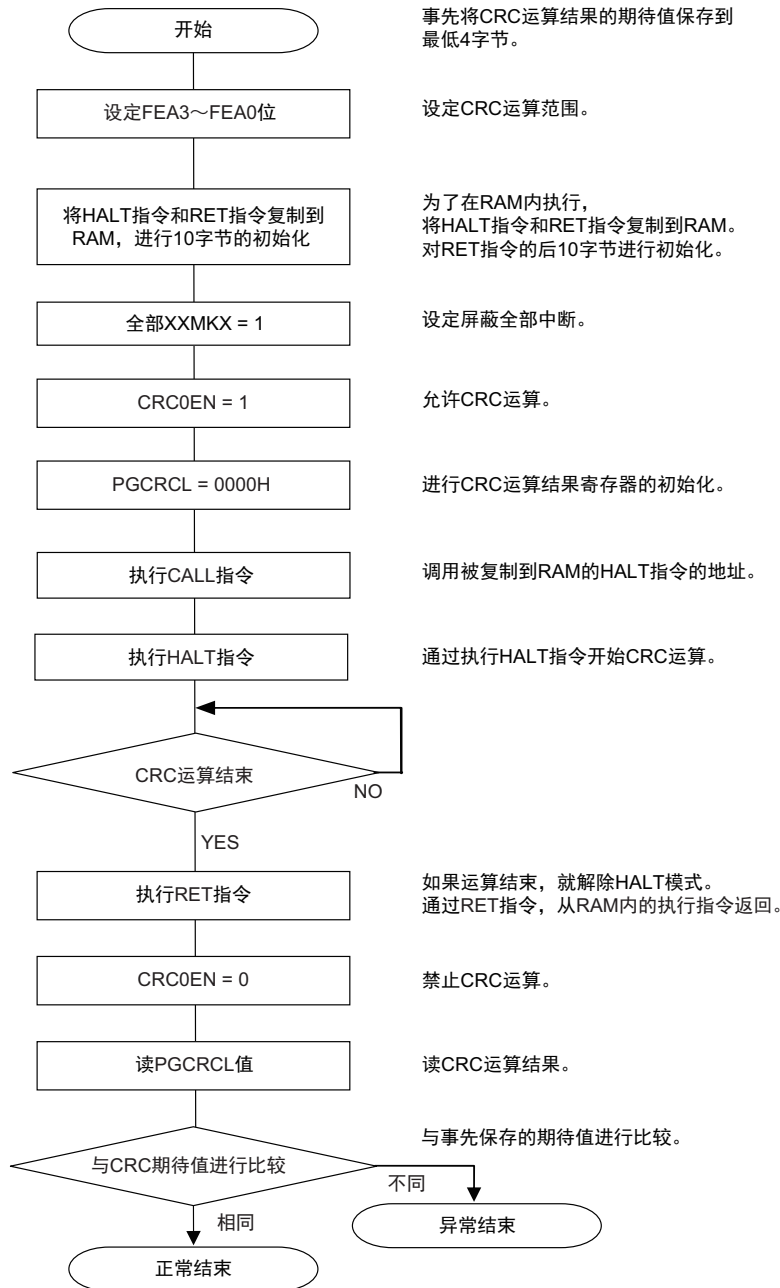 开始
事先将CRC运算结果的期待值保存到
最低4字节。
设定FEA3～FEA0位
设定CRC运算范围。
将HALT指令和RET指令复制到
RAM，进行10字节的初始化
为了在RAM内执行，
将HALT指令和RET指令复制到RAM。
对RET指令的后10字节进行初始化。
全部XXMKX = 1
设定屏蔽全部中断。
CRC0EN = 1
允许CRC运算。
PGCRCL = 0000H
进行CRC运算结果寄存器的初始化。
执行CALL指令
调用被复制到RAM的HALT指令的地址。
执行HALT指令
通过执行HALT指令开始CRC运算。
CRC运算结束
NO
YES
执行RET指令
如果运算结束，就解除HALT模式。
通过RET指令，从RAM内的执行指令返回。
CRC0EN = 0
禁止CRC运算。
读PGCRCL值
读CRC运算结果。
与CRC期待值进行比较
与事先保存的期待值进行比较。
不同
相同
异常结束
正常结束